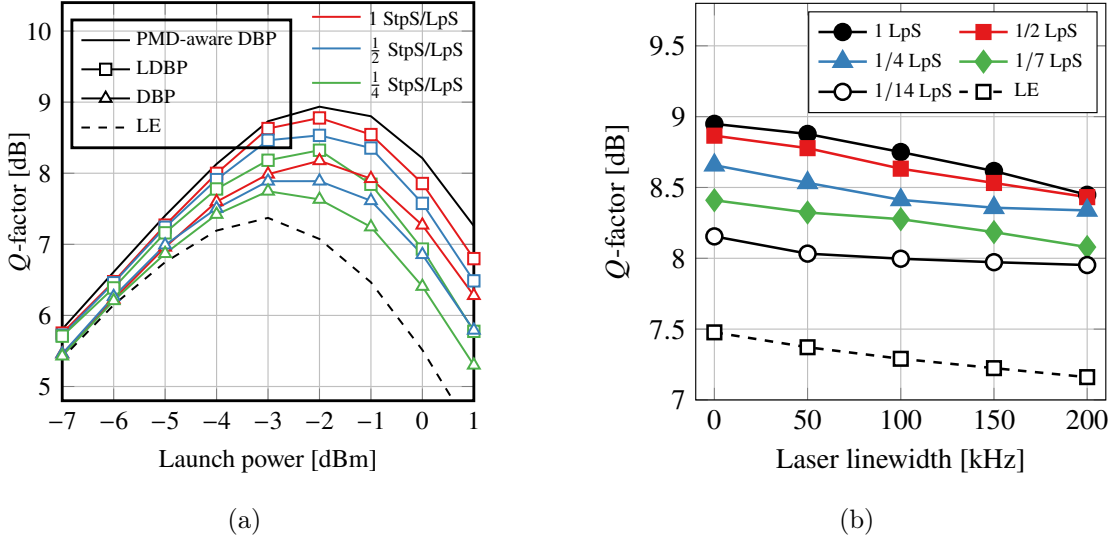 10
9
8
7
6
5
Q-factor [dB]
PMD-aware DBP
LDBP
DBP
LE
1 StpS/LpS
1/2 StpS/LpS
1/4 StpS/LpS
−7 −6 −5 −4 −3 −2 −1 0 1
Launch power [dBm]
(a)
9.5
9
8.5
8
7.5
7
Q-factor [dB]
1 LpS 1/2 LpS
1/4 LpS 1/7 LpS
1/14 LpS LE
0 50 100 150 200
Laser linewidth [kHz]
(b)